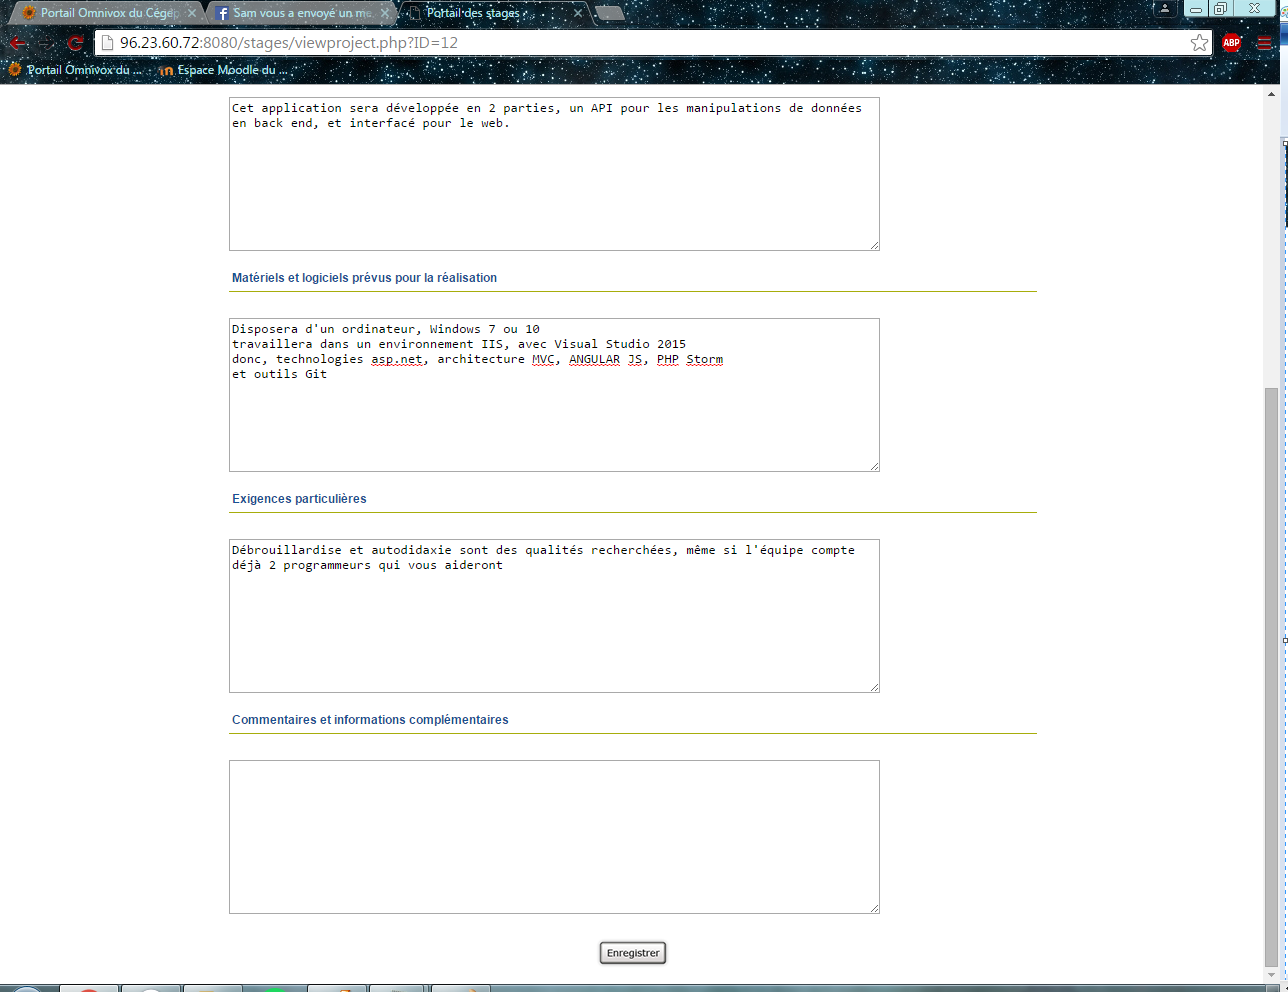 Portail Omnivox du Cégép
Sam vous a envoyé un me
Portail des stages
96.23.60.72:8080/stages/viewproject.php?ID=12
ABP
Portail Omnivox du ...
Espace Moodle du ...
Cet application sera développée en 2 parties, un API pour les manipulations de données
en back end, et interfacé pour le web.
Matériels et logiciels prévus pour la réalisation
Disposera d'un ordinateur, Windows 7 ou 10
travaillera dans un environnement IIS, avec Visual Studio 2015
donc, technologies asp.net, architecture MVC, ANGULAR JS, PHP Storm
et outils Git
Exigences particulières
Débrouillardise et autodidaxie sont des qualités recherchées, même si l'équipe compte
déjà 2 programmeurs qui vous aideront
Commentaires et informations complémentaires
Enregistrer